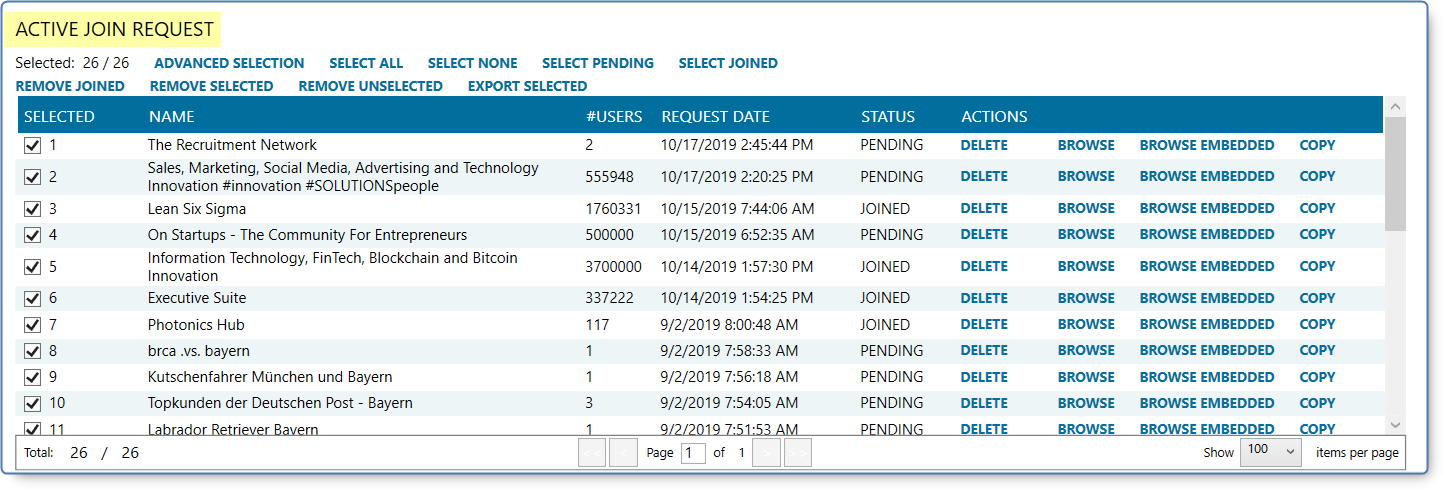 ACTIVE JOIN REQUEST
Selected: 26 / 26 ADVANCED SELECTION SELECT ALL SELECT NONE SELECT PENDING SELECT JOINED
REMOVE JOINED REMOVE SELECTED REMOVE UNSELECTED EXPORT SELECTED
SELECTED NAME #USERS REQUEST DATE STATUS ACTIONS
1 The Recruitment Network 2 10/17/2019 2:45:44 PM PENDING DELETE BROWSE BROWSE EMBEDDED COPY
Sales, Marketing, Social Media, Advertising and Technology
2 Innovation #innovation #SOLUTIONSpeople 555948 10/17/2019 2:20:25 PM PENDING DELETE BROWSE BROWSE EMBEDDED COPY
3 Lean Six Sigma 1760331 10/15/2019 7:44:06 AM JOINED DELETE BROWSE BROWSE EMBEDDED COPY
4 On Startups - The Community For Entrepreneurs 500000 10/15/2019 6:52:35 AM PENDING DELETE BROWSE BROWSE EMBEDDED COPY
Information Technology, FinTech, Blockchain and Bitcoin
5 Innovation 3700000 10/14/2019 1:57:30 PM JOINED DELETE BROWSE BROWSE EMBEDDED COPY
6 Executive Suite 337222 10/14/2019 1:54:25 PM JOINED DELETE BROWSE BROWSE EMBEDDED COPY
7 Photonics Hub 117 9/2/2019 8:00:48 AM JOINED DELETE BROWSE BROWSE EMBEDDED COPY
8 brca .vs. bayern 1 9/2/2019 7:58:33 AM PENDING DELETE BROWSE BROWSE EMBEDDED COPY
9 Kutschenfahrer München und Bayern 1 9/2/2019 7:56:18 AM PENDING DELETE BROWSE BROWSE EMBEDDED COPY
10 Topkunden der Deutschen Post - Bayern 3 9/2/2019 7:54:05 AM PENDING DELETE BROWSE BROWSE EMBEDDED COPY
11 Labrador Retriever Bayern 1 9/2/2019 7:51:53 AM PENDING DELETE BROWSE BROWSE EMBEDDED COPY
Total: 26 / 26 << < Page 1 of 1 > >> Show 100 items per page